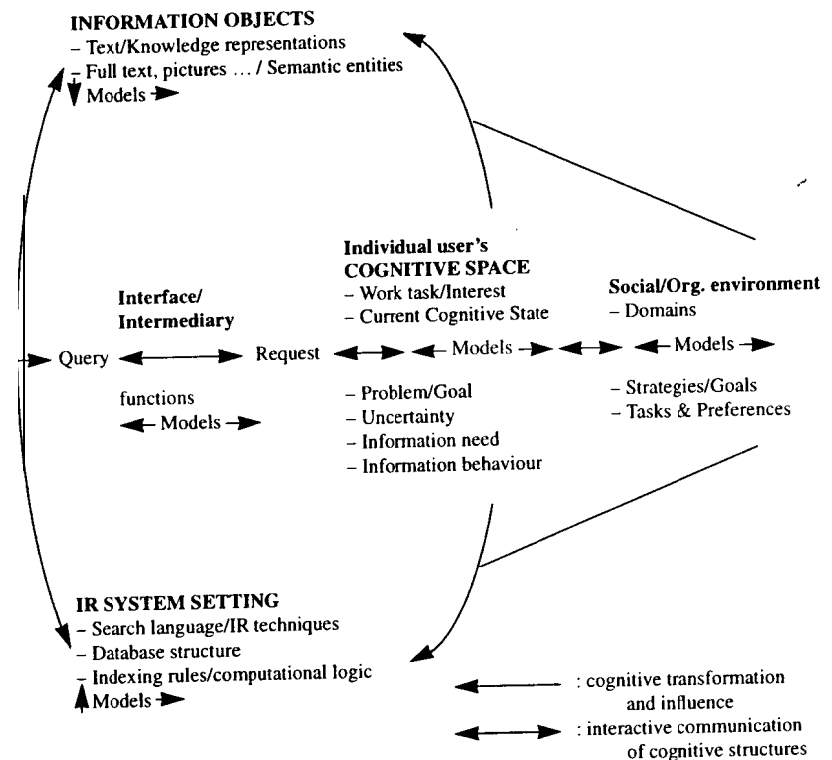 INFORMATION OBJECTS
– Text/Knowledge representations
– Full text, pictures … / Semantic entities
Models
Individual user's
COGNITIVE SPACE
– Work task/Interest
– Current Cognitive State
Social/Org. environment
– Domains
Interface/
Intermediary
Query
Request
Models
Models
functions
Models
– Problem/Goal
– Uncertainty
– Information need
– Information behaviour
– Strategies/Goals
– Tasks & Preferences
IR SYSTEM SETTING
– Search language/IR techniques
– Database structure
– Indexing rules/computational logic
Models
: cognitive transformation
and influence
: interactive communication
of cognitive structures